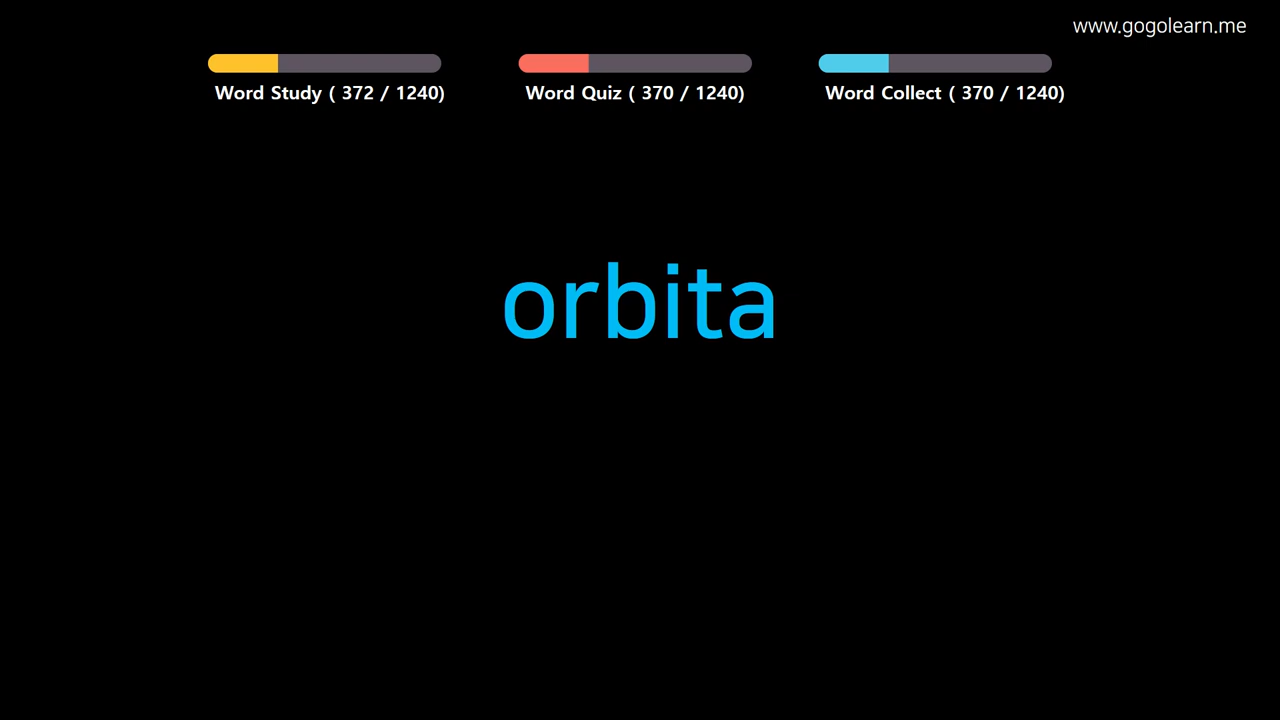 www.gogolearn.me
Word Study ( 372 / 1240)
Word Quiz ( 370 / 1240)
Word Collect ( 370 / 1240)
orbita